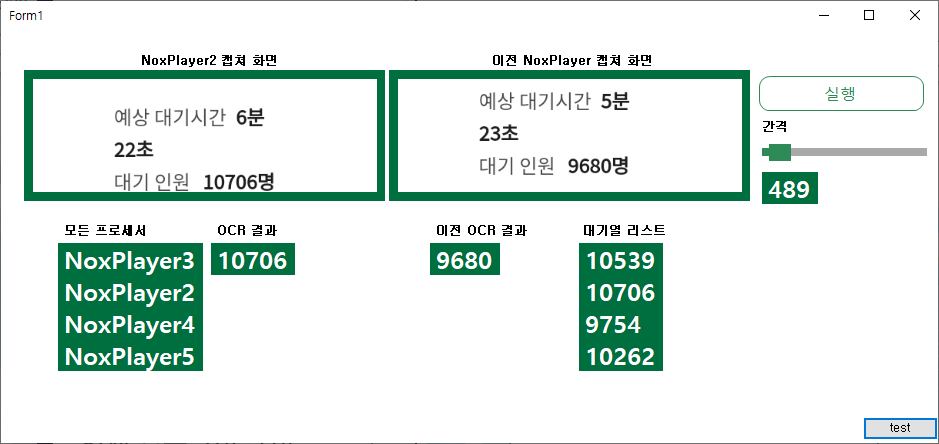 Form1
NoxPlayer2 캡쳐 화면
이전 NoxPlayer 캡쳐 화면
예상 대기시간 6분
22초
대기 인원 10706명
예상 대기시간 5분
23초
대기 인원 9680명
실행
간격
489
모든 프로세서
OCR 결과
이전 OCR 결과
대기열 리스트
NoxPlayer3
NoxPlayer2
NoxPlayer4
NoxPlayer5
10706
9680
10539
10706
9754
10262
test